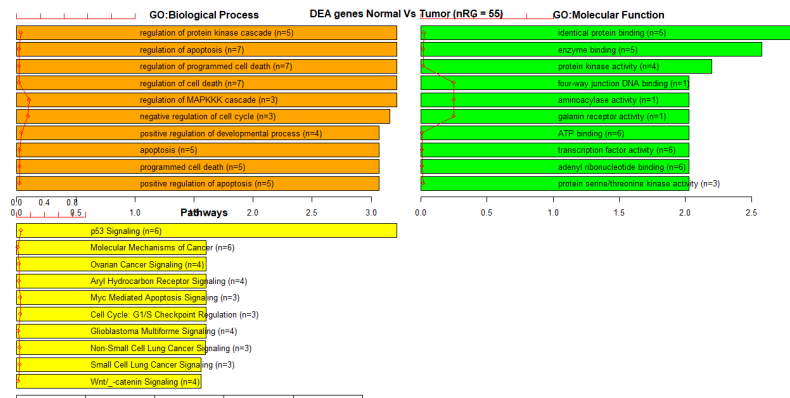 DEA genes Normal Vs Tumor (nRG = 55)
GO:Biological Process
regulation of protein kinase cascade (n=5)
regulation of apoptosis (n=7)
regulation of programmed cell death (n=7)
regulation of cell death (n=7)
regulation of MAPKKK cascade (n=3)
negative regulation of cell cycle (n=3)
positive regulation of developmental process (n=4)
apoptosis (n=5)
programmed cell death (n=5)
positive regulation of apoptosis (n=5)
0.0 0.5 1.0 1.5 2.0 2.5 3.0
GO:Molecular Function
identical protein binding (n=5)
enzyme binding (n=5)
protein kinase activity (n=4)
four-way junction DNA binding (n=1)
aminoacylase activity (n=1)
galanin receptor activity (n=1)
ATP binding (n=6)
transcription factor activity (n=6)
adenyl ribonucleotide binding (n=6)
protein serine/threonine kinase activity (n=3)
0.0 0.5 1.0 1.5 2.0 2.5
0.0 0.4 0.8
Pathways
p53 Signaling (n=6)
Molecular Mechanisms of Cancer (n=6)
Ovarian Cancer Signaling (n=4)
Aryl Hydrocarbon Receptor Signaling (n=4)
Myc Mediated Apoptosis Signaling (n=3)
Cell Cycle: G1/S Checkpoint Regulation (n=3)
Glioblastoma Multiforme Signaling (n=4)
Non-Small Cell Lung Cancer Signaling (n=3)
Small Cell Lung Cancer Signaling (n=3)
Wnt/_-catenin Signaling (n=4)